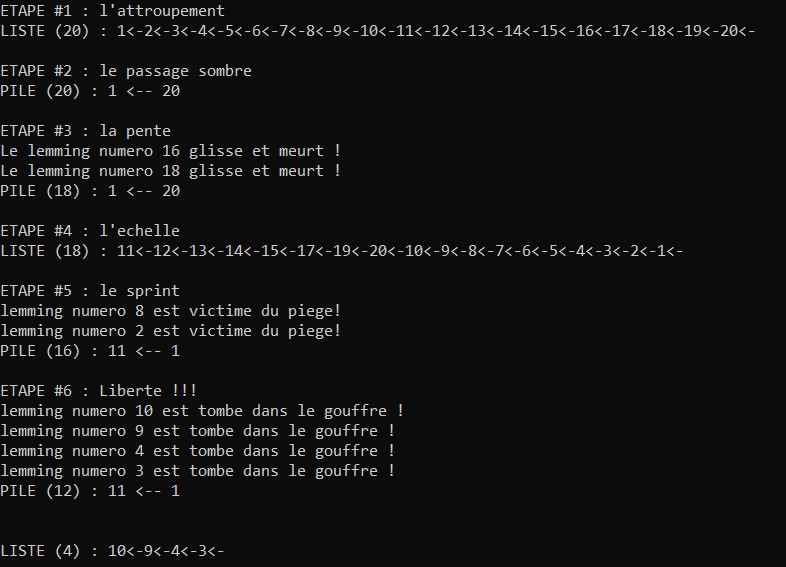 ETAPE #1 : l'attroupement
LISTE (20) : 1<-2<-3<-4<-5<-6<-7<-8<-9<-10<-11<-12<-13<-14<-15<-16<-17<-18<-19<-20<-
ETAPE #2 : le passage sombre
PILE (20) : 1 <-- 20
ETAPE #3 : la pente
Le lemming numero 16 glisse et meurt !
Le lemming numero 18 glisse et meurt !
PILE (18) : 1 <-- 20
ETAPE #4 : l'echelle
LISTE (18) : 11<-12<-13<-14<-15<-17<-19<-20<-10<-9<-8<-7<-6<-5<-4<-3<-2<-1<-
ETAPE #5 : le sprint
lemming numero 8 est victime du piege!
lemming numero 2 est victime du piege!
PILE (16) : 11 <-- 1
ETAPE #6 : Liberte !!!
lemming numero 10 est tombe dans le gouffre !
lemming numero 9 est tombe dans le gouffre !
lemming numero 4 est tombe dans le gouffre !
lemming numero 3 est tombe dans le gouffre !
PILE (12) : 11 <-- 1
LISTE (4) : 10<-9<-4<-3<-